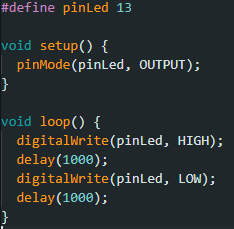 #define pinLed 13
void setup() {
  pinMode(pinLed, OUTPUT);
}
void loop() {
  digitalWrite(pinLed, HIGH);
  delay(1000);
  digitalWrite(pinLed, LOW);
  delay(1000);
}